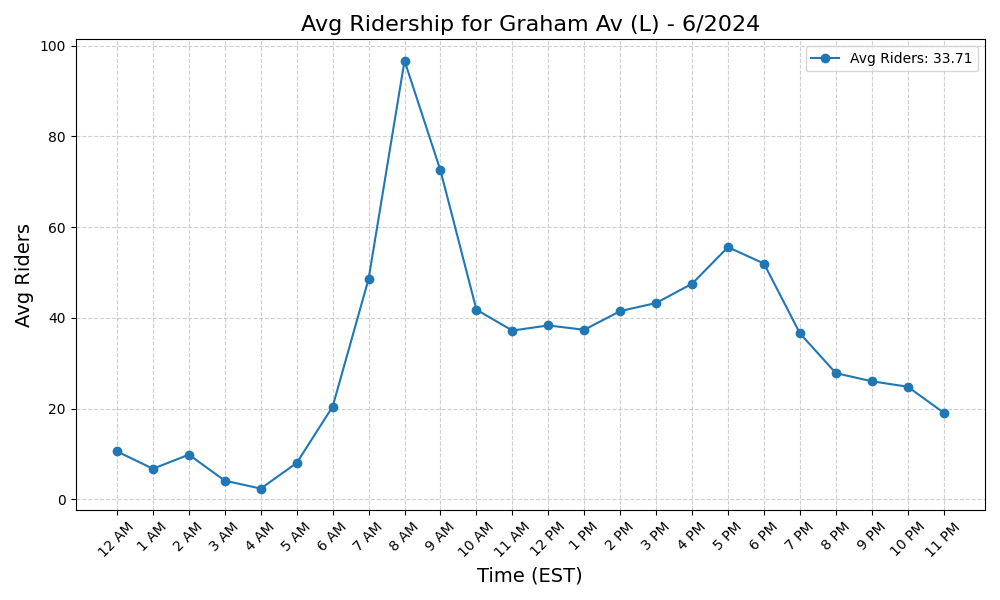 Avg Ridership for Graham Av (L) - 6/2024
Avg Riders: 33.71
Avg Riders
100
80
60
40
20
0
12 AM
1 AM
2 AM
3 AM
4 AM
5 AM
6 AM
7 AM
8 AM
9 AM
10 AM
11 AM
12 PM
1 PM
2 PM
3 PM
4 PM
5 PM
6 PM
7 PM
8 PM
9 PM
10 PM
11 PM
Time (EST)